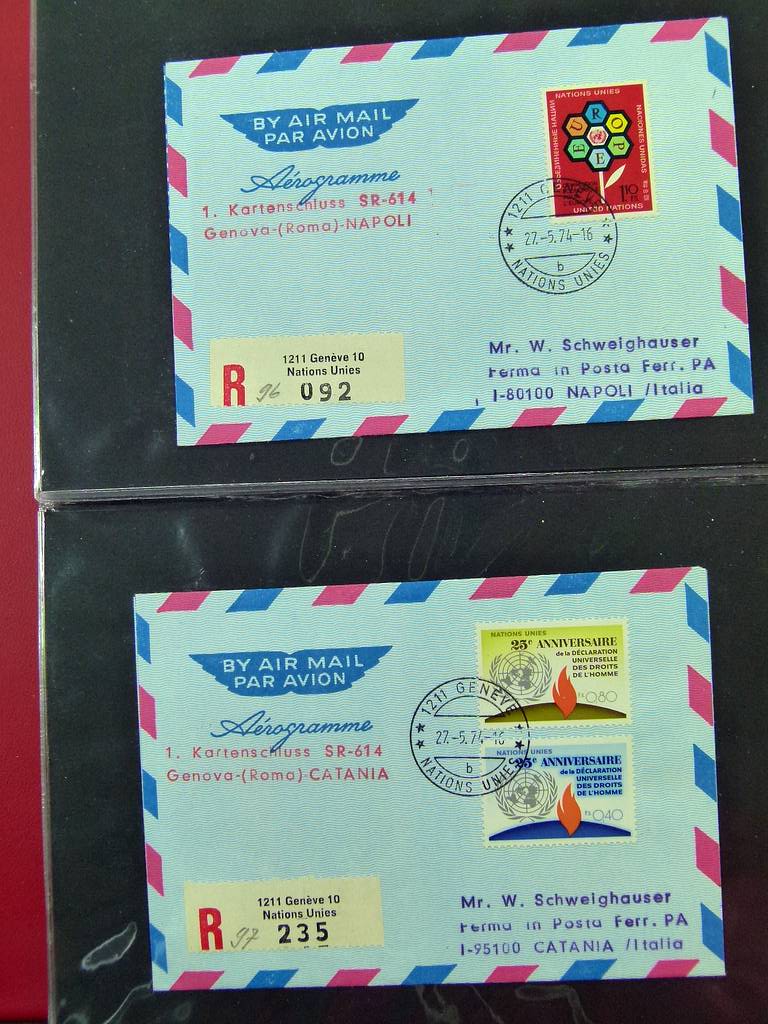 BY AIR MAIL
PAR AVION
Aérogramme
1. Kartenschluss SR-614
Genova-(Roma)-NAPOLI
NATIONS UNIES
NACIONES UNIDAS
UNITED NATIONS
EUROPE
1.10
1211
27.-5.74-16
b
NATIONS UNIES
R 96
1211 Genève 10
Nations Unies
092
Mr. W. Schweighauser
Ferma in Posta Ferr. PA
I-80100 NAPOLI /Italia
BY AIR MAIL
PAR AVION
Aérogramme
1. Kartenschluss SR-614
Genova-(Roma)-CATANIA
NATIONS UNIES
25e ANNIVERSAIRE
de la DÉCLARATION
UNIVERSELLE
DES DROITS
DE L'HOMME
Fs 0,80
1211 GENÈVE
27.-5.74-16
b
NATIONS UNIES
NATIONS UNIES
25e ANNIVERSAIRE
de la DÉCLARATION
UNIVERSELLE
DES DROITS
DE L'HOMME
Fs 0,40
R 97
1211 Genève 10
Nations Unies
235
Mr. W. Schweighauser
Ferma in Posta Ferr. PA
I-95100 CATANIA /Italia